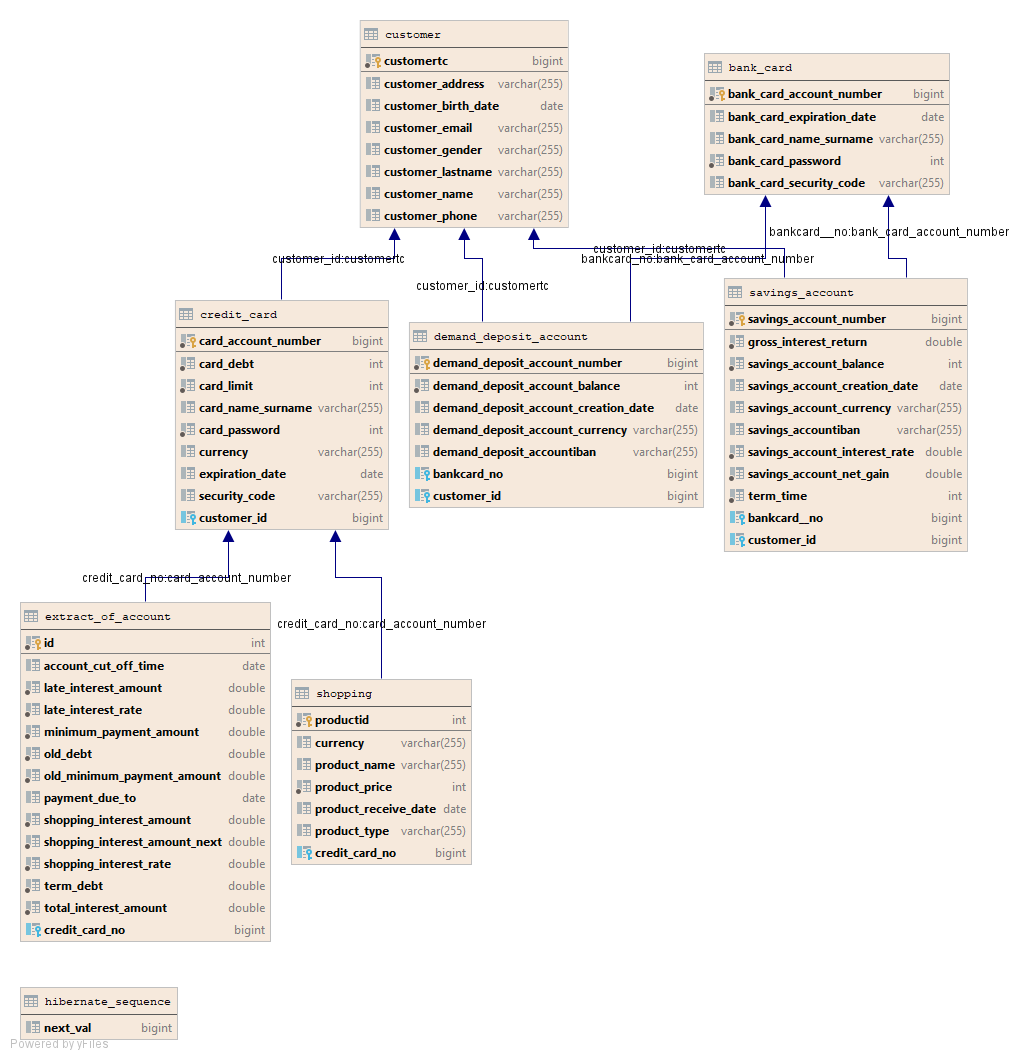 customer
customertc bigint
customer_address varchar(255)
customer_birth_date date
customer_email varchar(255)
customer_gender varchar(255)
customer_lastname varchar(255)
customer_name varchar(255)
customer_phone varchar(255)
bank_card
bank_card_account_number bigint
bank_card_expiration_date date
bank_card_name_surname varchar(255)
bank_card_password int
bank_card_security_code varchar(255)
bankcard__no:bank_card_account_number
customer_id:customertc
customer_id:customertc
bankcard_no:bank_card_account_number
customer_id:customertc
credit_card
card_account_number bigint
card_debt int
card_limit int
card_name_surname varchar(255)
card_password int
currency varchar(255)
expiration_date date
security_code varchar(255)
customer_id bigint
demand_deposit_account
demand_deposit_account_number bigint
demand_deposit_account_balance int
demand_deposit_account_creation_date date
demand_deposit_account_currency varchar(255)
demand_deposit_accountiban varchar(255)
bankcard_no bigint
customer_id bigint
savings_account
savings_account_number bigint
gross_interest_return double
savings_account_balance int
savings_account_creation_date date
savings_account_currency varchar(255)
savings_accountiban varchar(255)
savings_account_interest_rate double
savings_account_net_gain double
term_time int
bankcard__no bigint
customer_id bigint
credit_card_no:card_account_number
credit_card_no:card_account_number
extract_of_account
id int
account_cut_off_time date
late_interest_amount double
late_interest_rate double
minimum_payment_amount double
old_debt double
old_minimum_payment_amount double
payment_due_to date
shopping_interest_amount double
shopping_interest_amount_next double
shopping_interest_rate double
term_debt double
total_interest_amount double
credit_card_no bigint
shopping
productid int
currency varchar(255)
product_name varchar(255)
product_price int
product_receive_date date
product_type varchar(255)
credit_card_no bigint
hibernate_sequence
next_val bigint
Powered by yFiles